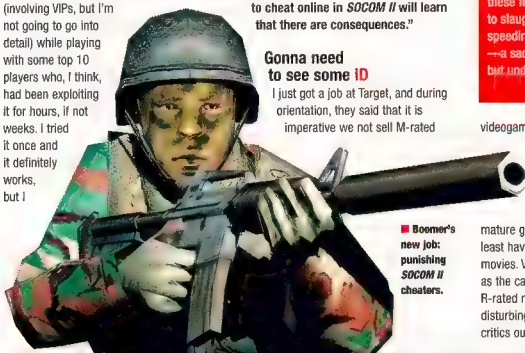 (involving VIPs, but I'm
not going to go into
detail) while playing
with some top 10
players who, I think,
had been exploiting
it for hours, if not
weeks. I tried
it once and
it definitely
works,
but I
to cheat online in SOCOM II will learn
that there are consequences."
Gonna need
to see some iD
I just got a job at Target, and during
orientation, they said that it is
imperative we not sell M-rated
■ Boomer's
new job:
punishing
SOCOM II
cheaters.
these
to slaug
speedin
—a sad
but und
videogam
mature g
least hav
movies. V
as the ca
R-rated r
disturbing
critics ou